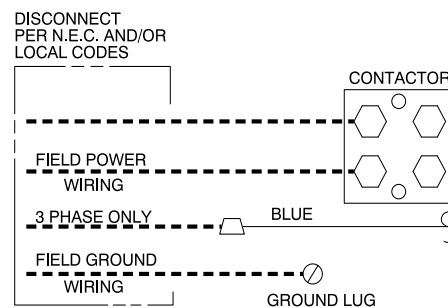 DISCONNECT
PER N.E.C. AND/OR
LOCAL CODES
CONTACTOR
FIELD POWER
WIRING
3 PHASE ONLY
BLUE
FIELD GROUND
WIRING
GROUND LUG